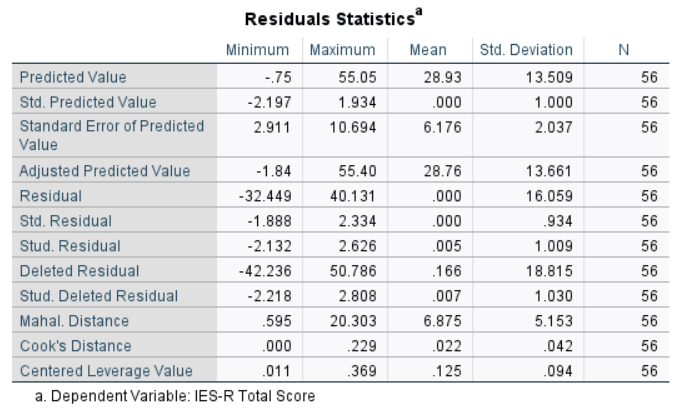 Residuals Statisticsa
Minimum Maximum Mean Std. Deviation N
Predicted Value -.75 55.05 28.93 13.509 56
Std. Predicted Value -2.197 1.934 .000 1.000 56
Standard Error of Predicted Value 2.911 10.694 6.176 2.037 56
Adjusted Predicted Value -1.84 55.40 28.76 13.661 56
Residual -32.449 40.131 .000 16.059 56
Std. Residual -1.888 2.334 .000 .934 56
Stud. Residual -2.132 2.626 .005 1.009 56
Deleted Residual -42.236 50.786 .166 18.815 56
Stud. Deleted Residual -2.218 2.808 .007 1.030 56
Mahal. Distance .595 20.303 6.875 5.153 56
Cook's Distance .000 .229 .022 .042 56
Centered Leverage Value .011 .369 .125 .094 56
a. Dependent Variable: IES-R Total Score